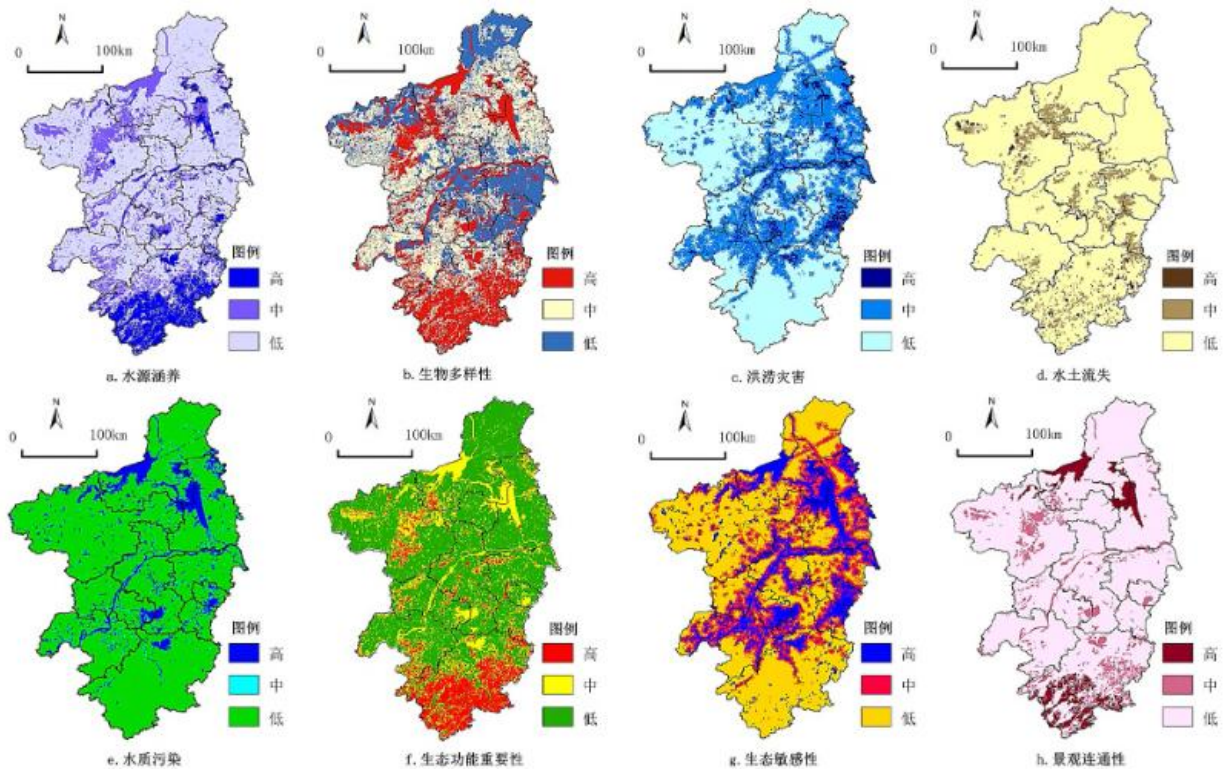 N
0 100km
图例
高
中
低
a.水源涵养
N
0 100km
图例
高
中
低
b.生物多样性
N
0 100km
图例
高
中
低
c.洪涝灾害
N
0 100km
图例
高
中
低
d.水土流失
N
0 100km
图例
高
中
低
e.水质污染
N
0 100km
图例
高
中
低
f.生态功能重要性
N
0 100km
图例
高
中
低
g.生态敏感性
N
0 100km
图例
高
中
低
h.景观连通性